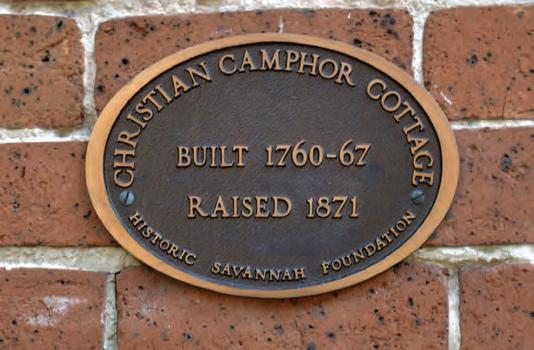 CHRISTIAN CAMPHOR COTTAGE
BUILT 1760-67
RAISED 1871
HISTORIC SAVANNAH FOUNDATION